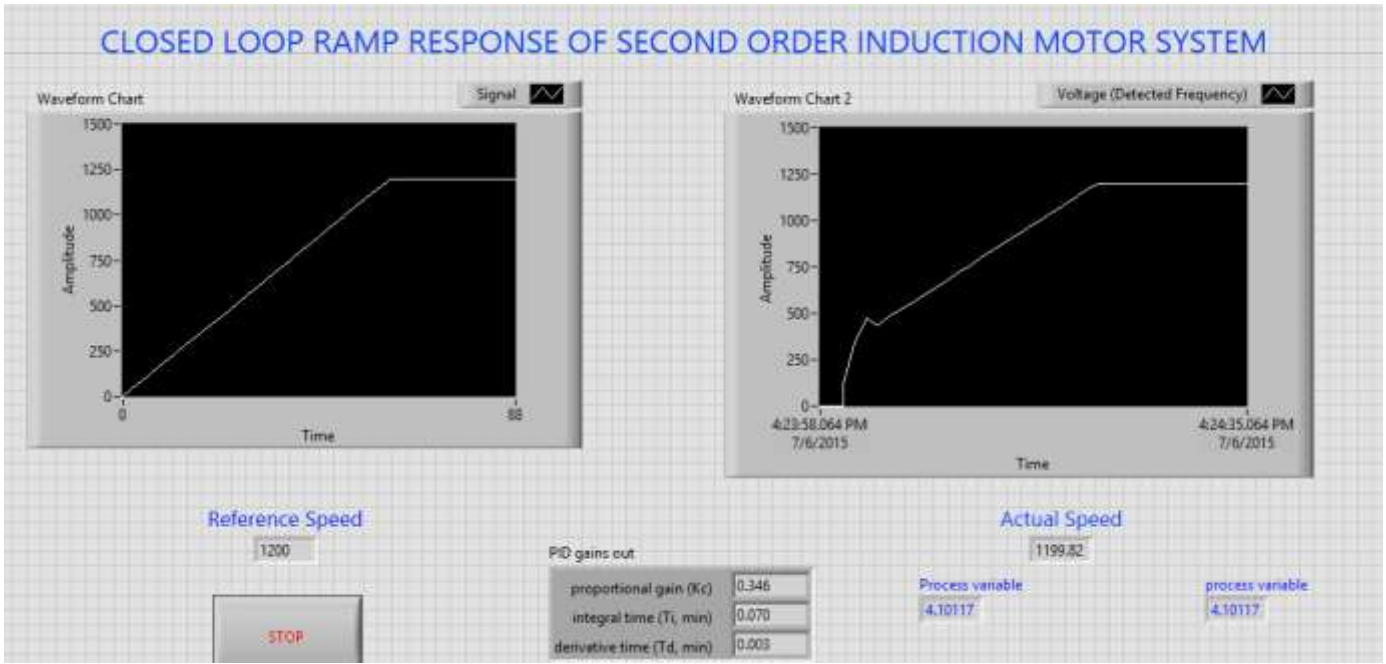 CLOSED LOOP RAMP RESPONSE OF SECOND ORDER INDUCTION MOTOR SYSTEM
Waveform Chart
Signal
1500
1250
1000
750
500
250
0
Amplitude
0
88
Time
Waveform Chart 2
Voltage (Detected Frequency)
1500
1250
1000
750
500
250
0
Amplitude
4:23:58.064 PM
7/6/2015
4:24:35.064 PM
7/6/2015
Time
Reference Speed
1200
STOP
PID gains out
proportional gain (Kc) 0.346
integral time (Ti, min) 0.070
derivative time (Td, min) 0.003
Actual Speed
1199.82
Process variable
4.10117
process variable
4.10117